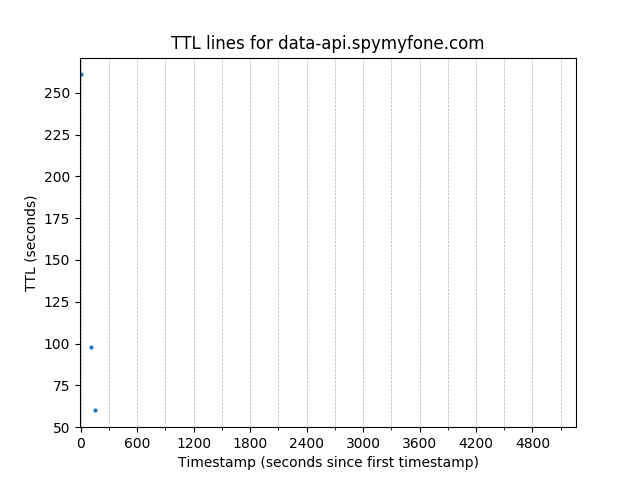 TTL lines for data-api.spymyfone.com
250
225
200
175
150
125
100
75
50
TTL (seconds)
0 600 1200 1800 2400 3000 3600 4200 4800
Timestamp (seconds since first timestamp)